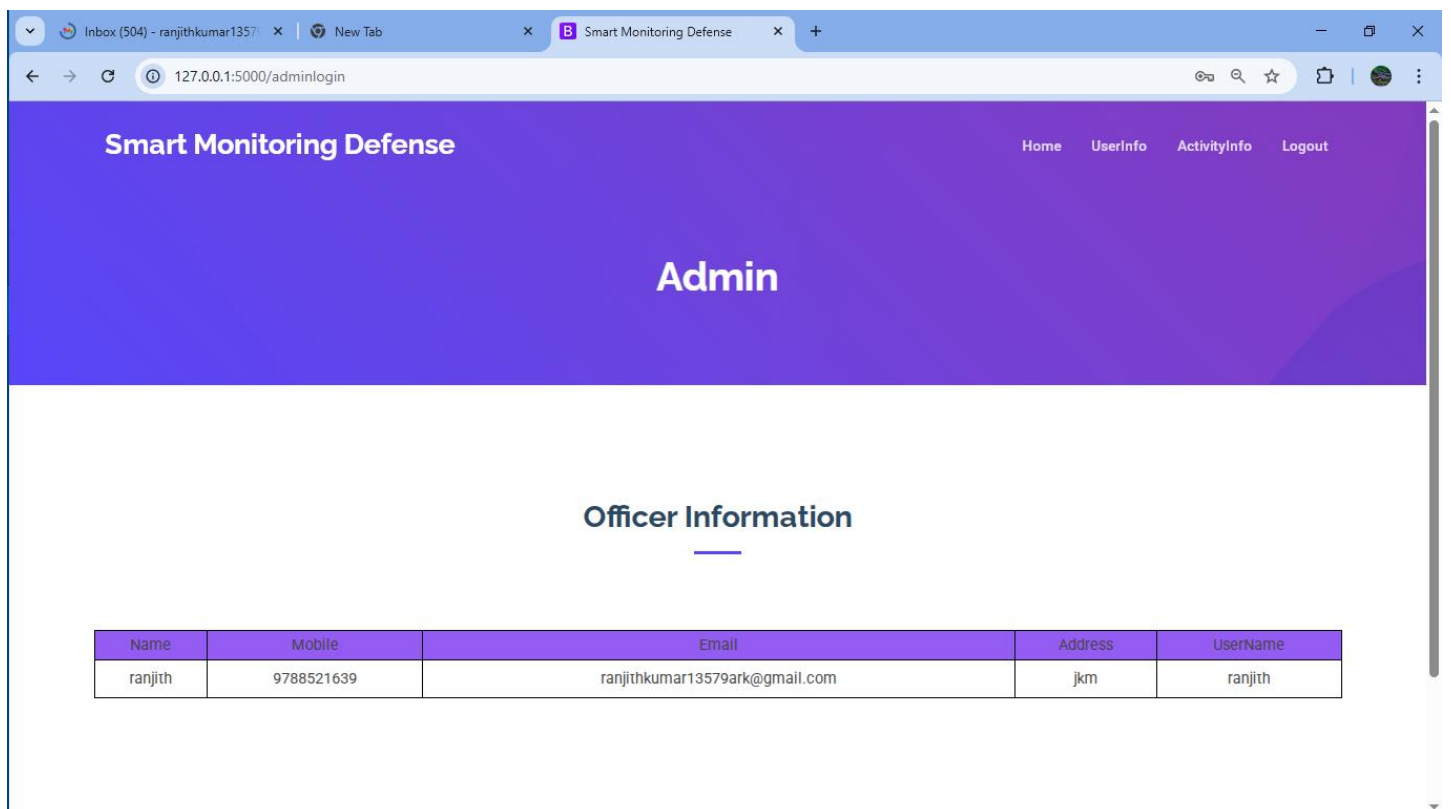 Inbox (504) - ranjithkumar1357
New Tab
Smart Monitoring Defense
127.0.0.1:5000/adminlogin
Smart Monitoring Defense
Home UserInfo ActivityInfo Logout
Admin
Officer Information
Name Mobile Email Address UserName
ranjith 9788521639 ranjithkumar13579ark@gmail.com jkm ranjith